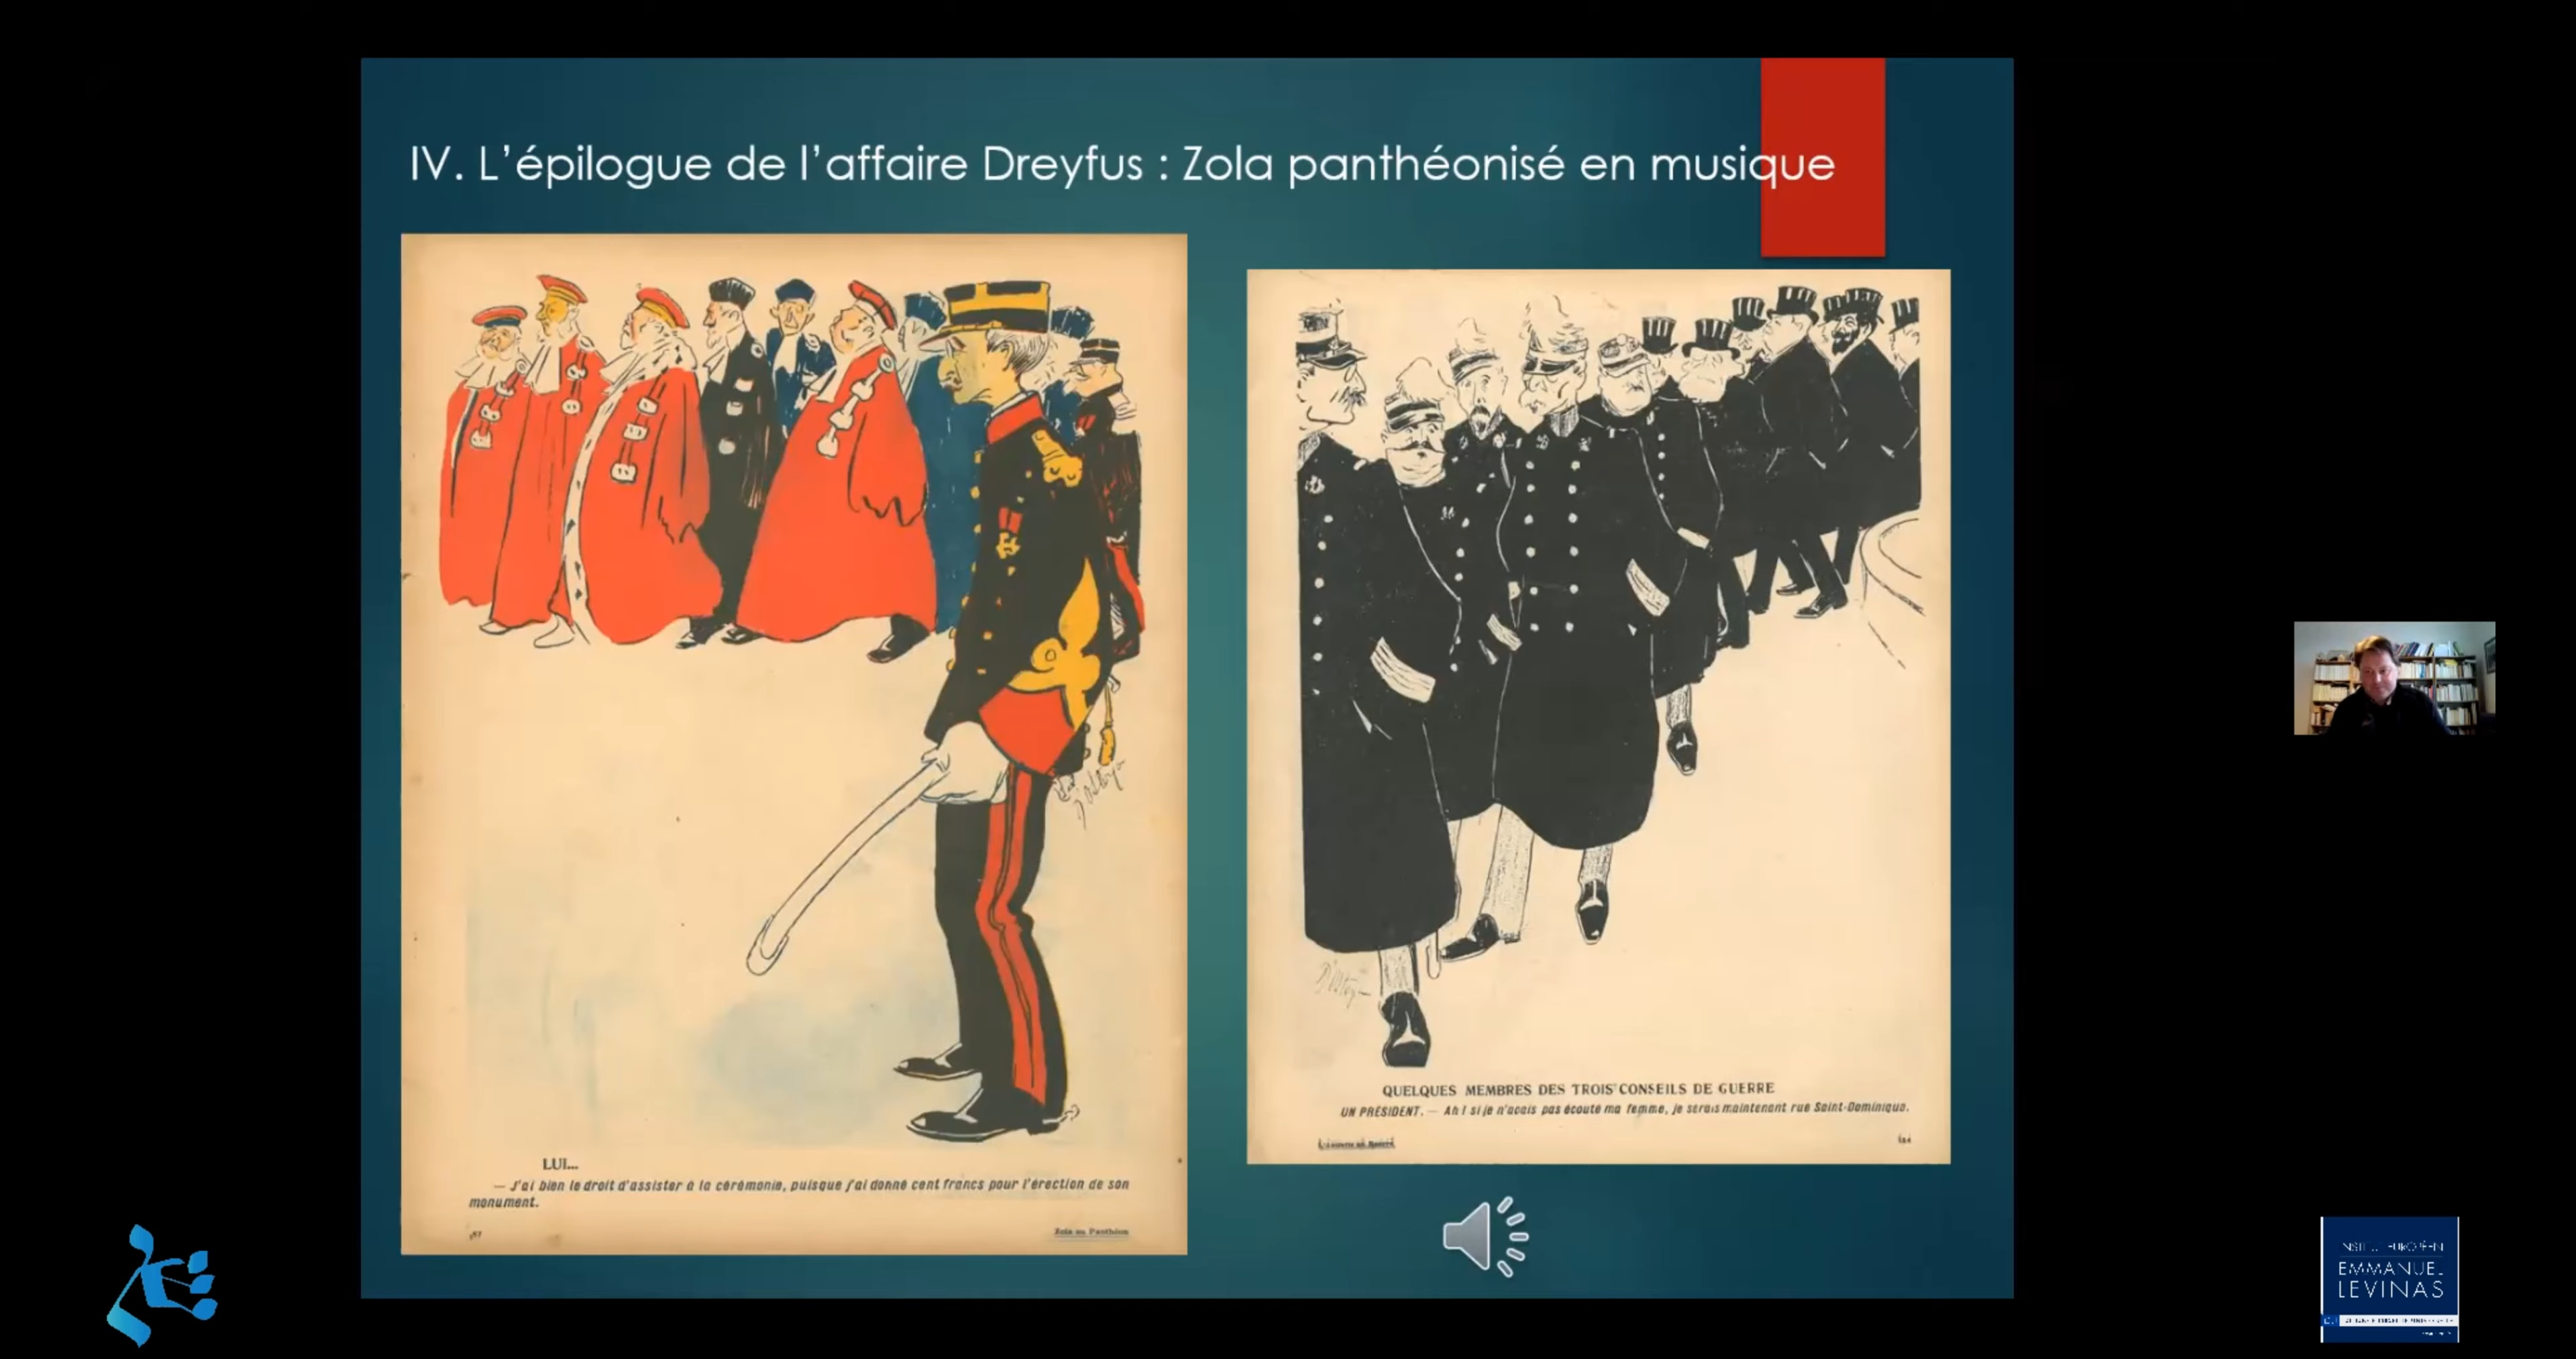 IV. L'épilogue de l'affaire Dreyfus : Zola panthéonisé en musique
LUI...
— J'ai bien le droit d'assister à la cérémonie, puisque j'ai donné cent francs pour l'érection de son
monument.
Zola au Panthéon
QUELQUES MEMBRES DES TROIS CONSEILS DE GUERRE
UN PRÉSIDENT. — Ah ! si je n'avais pas écouté ma femme, je serais maintenant rue Saint-Dominique.
INSTITUT EUROPÉEN
EMMANUEL
LEVINAS